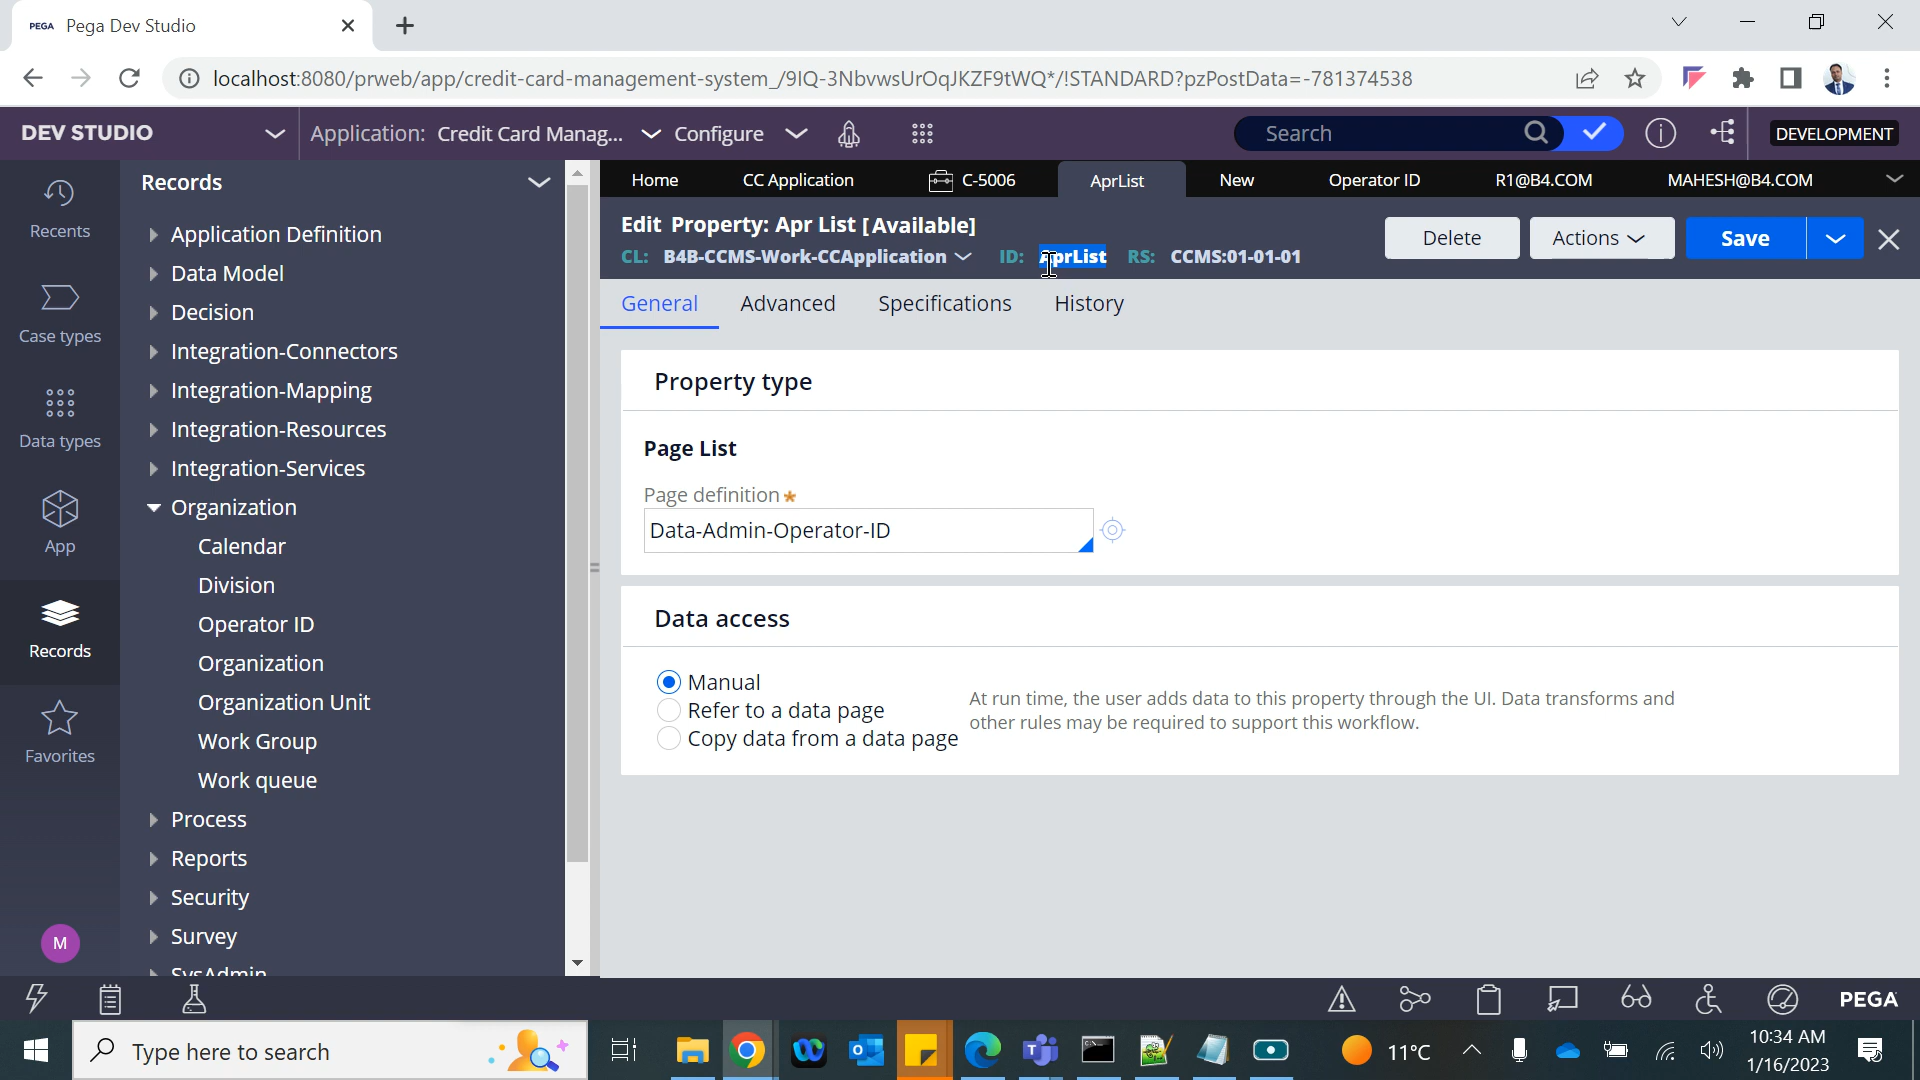 PEGA Pega Dev Studio
localhost:8080/prweb/app/credit-card-management-system_/9IQ-3NbvwsUrOqJKZF9tWQ*/!STANDARD?pzPostData=-781374538
DEV STUDIO
Application: Credit Card Manag...
Configure
Search
DEVELOPMENT
Recents
Case types
Data types
App
Records
Favorites
M
Records
Application Definition
Data Model
Decision
Integration-Connectors
Integration-Mapping
Integration-Resources
Integration-Services
Organization
Calendar
Division
Operator ID
Organization
Organization Unit
Work Group
Work queue
Process
Reports
Security
Survey
SysAdmin
Home CC Application C-5006 AprList New Operator ID R1@B4.COM MAHESH@B4.COM
Edit Property: Apr List [Available]
CL: B4B-CCMS-Work-CCApplication ID: AprList RS: CCMS:01-01-01
Delete Actions Save
General Advanced Specifications History
Property type
Page List
Page definition★
Data-Admin-Operator-ID
Data access
Manual
Refer to a data page
Copy data from a data page
At run time, the user adds data to this property through the UI. Data transforms and
other rules may be required to support this workflow.
PEGA
Type here to search
11°C
10:34 AM
1/16/2023